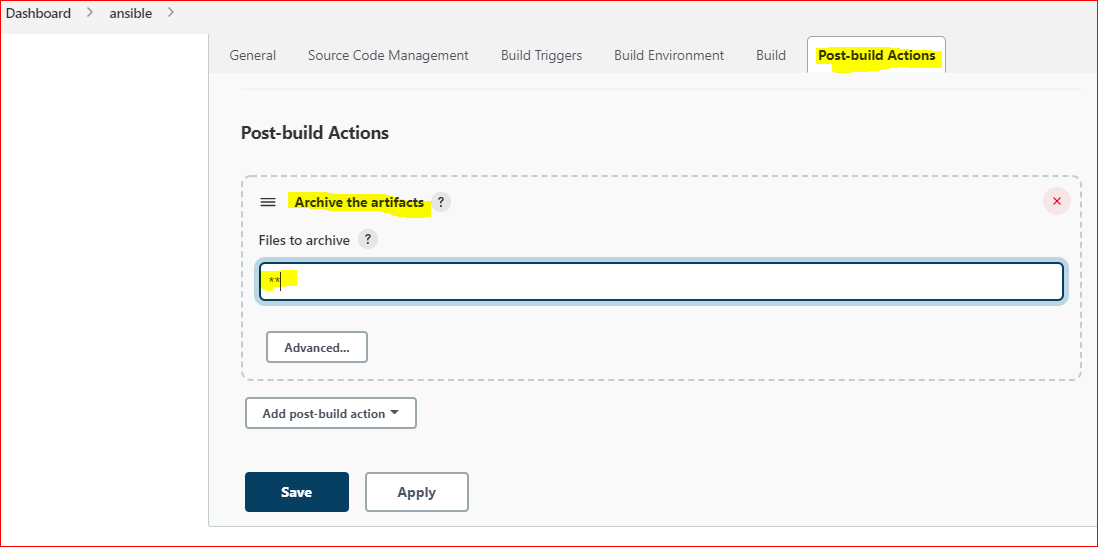 Dashboard > ansible >
General Source Code Management Build Triggers Build Environment Build Post-build Actions
Post-build Actions
Archive the artifacts ?
Files to archive ?
**
Advanced...
Add post-build action
Save Apply